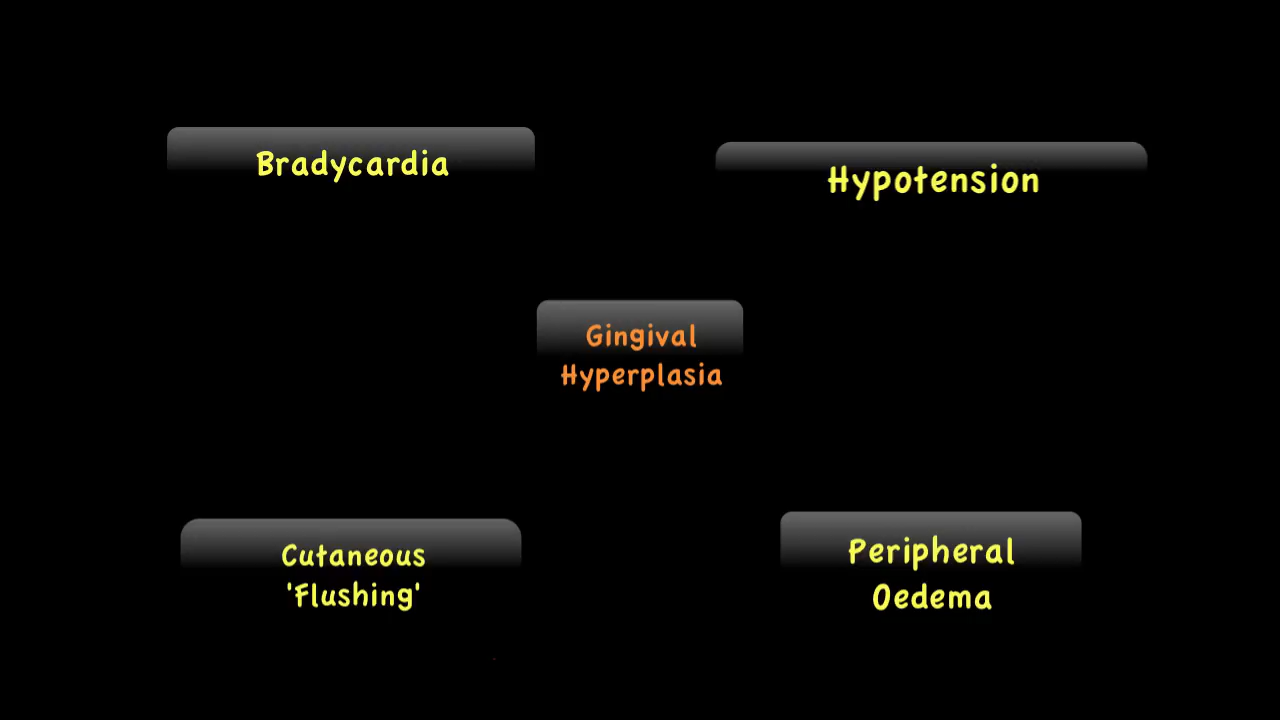 Bradycardia
Hypotension
Gingival
Hyperplasia
Cutaneous
'Flushing'
Peripheral
Oedema